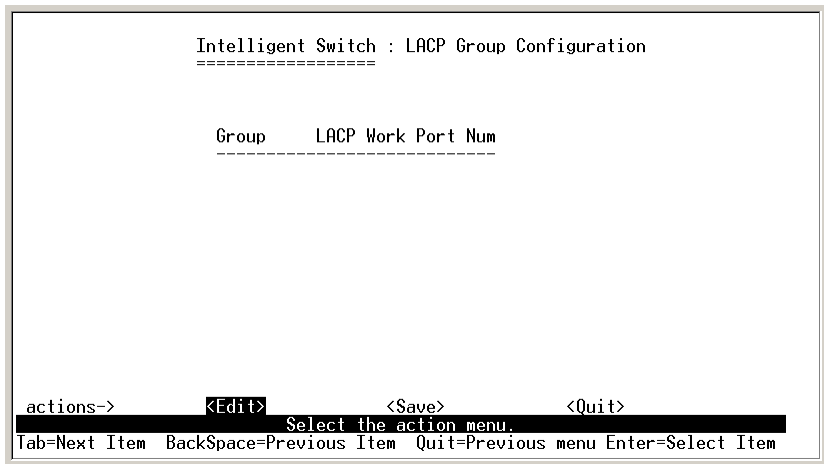 Intelligent Switch : LACP Group Configuration
==================
Group     LACP Work Port Num
----------------------------
actions->         <Edit>            <Save>            <Quit>
Select the action menu.
Tab=Next Item  BackSpace=Previous Item  Quit=Previous menu Enter=Select Item